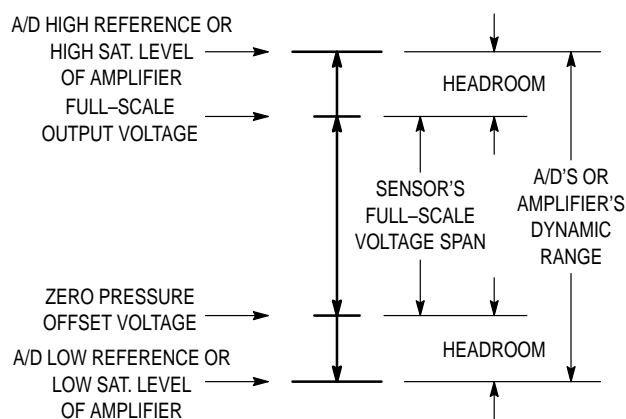 A/D HIGH REFERENCE OR
HIGH SAT. LEVEL
OF AMPLIFIER
HEADROOM
FULL–SCALE
OUTPUT VOLTAGE
SENSOR'S
FULL–SCALE
VOLTAGE SPAN
A/D'S OR
AMPLIFIER'S
DYNAMIC
RANGE
ZERO PRESSURE
OFFSET VOLTAGE
HEADROOM
A/D LOW REFERENCE OR
LOW SAT. LEVEL
OF AMPLIFIER